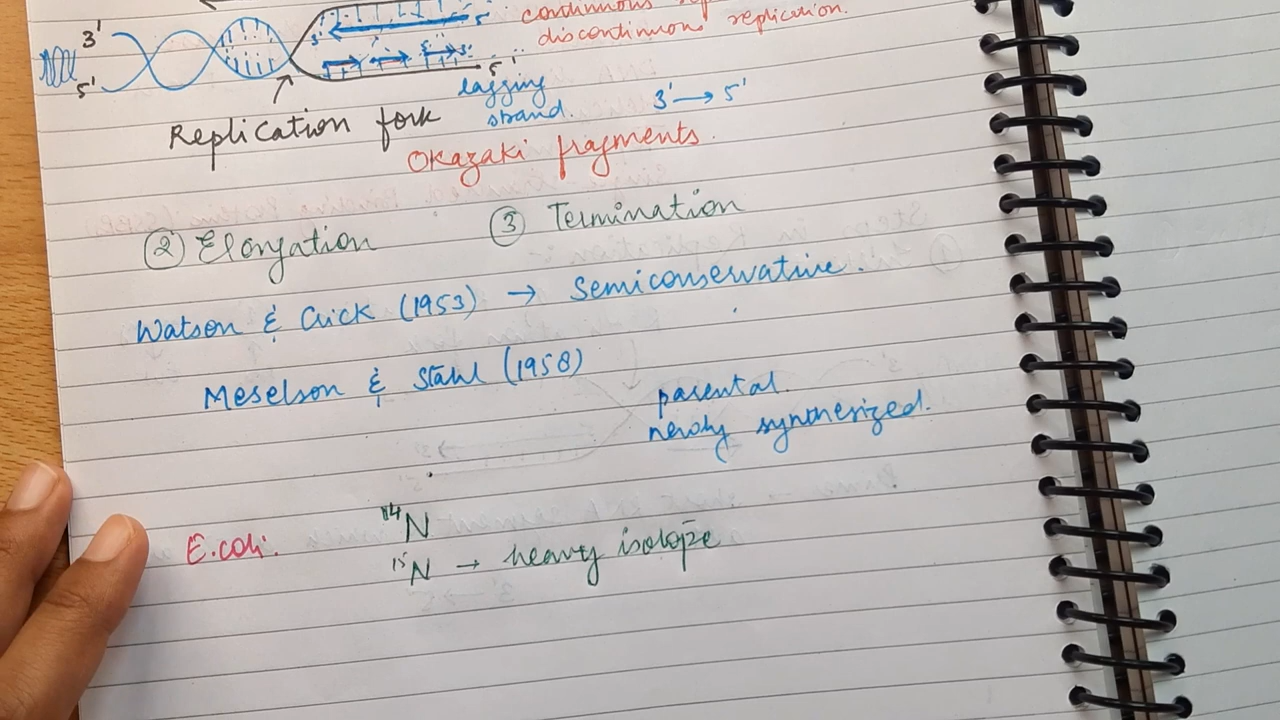 continuous
discontinuous replication.
3'
5'
5'
5'
lagging
strand.
3' → 5'
Replication fork
Okazaki fragments.
② Elongation
③ Termination
Watson & Crick (1953) → Semiconservative.
Meselson & Stahl (1958)
parental.
newly synthesized.
E.coli.
14N
15N → heavy isotope